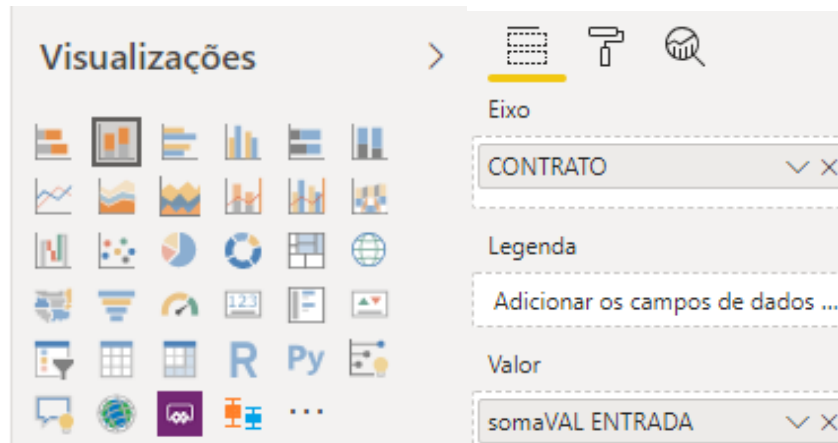 Visualizações
123
R
Py
...
Eixo
CONTRATO
Legenda
Adicionar os campos de dados ...
Valor
somaVAL ENTRADA